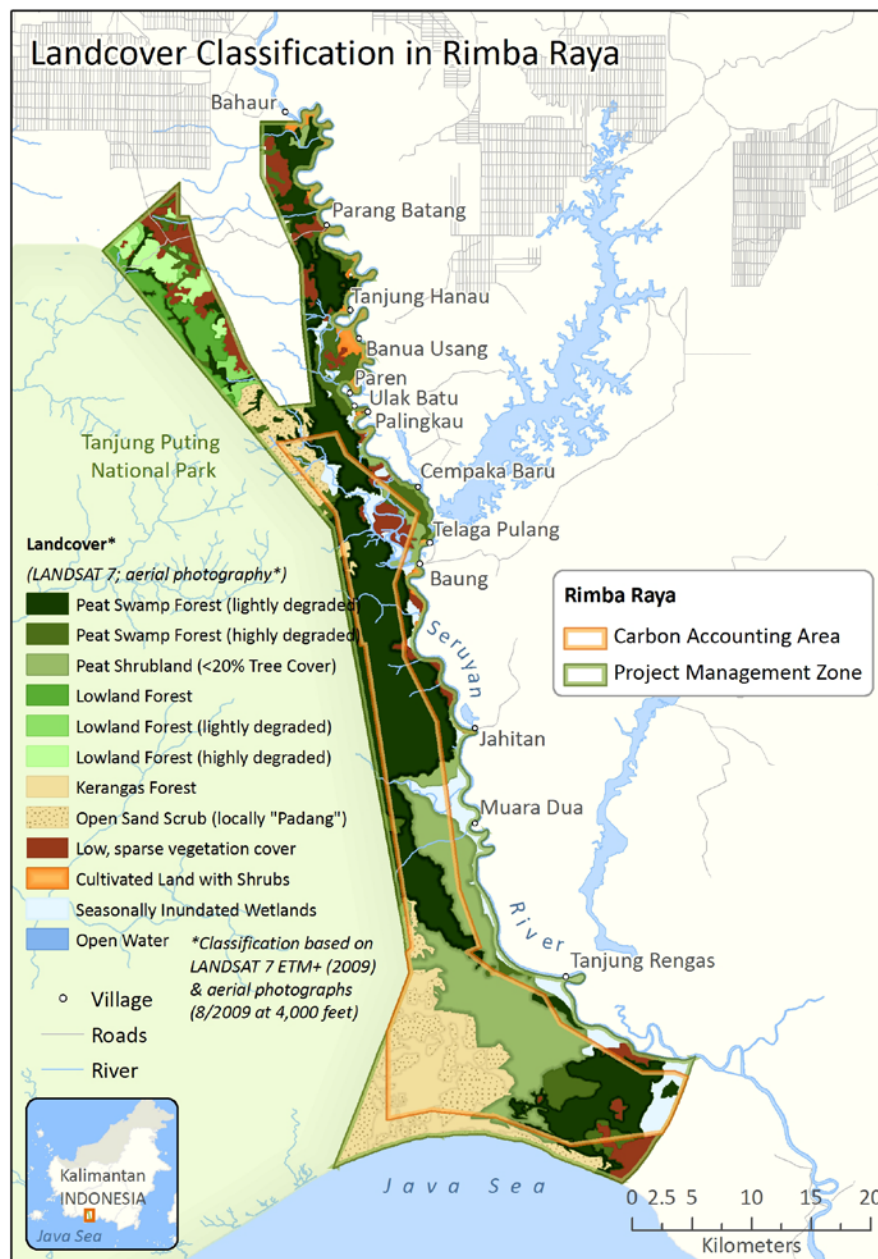 Landcover Classification in Rimba Raya
Bahaur
Parang Batang
Tanjung Hanau
Banua Usang
Paren
Ulak Batu
Palingkau
Tanjung Puting
National Park
Cempaka Baru
Telaga Pulang
Baung
Seruyan
River
Jahitan
Muara Dua
Tanjung Rengas
Landcover*
(LANDSAT 7; aerial photography*)
Peat Swamp Forest (lightly degraded)
Peat Swamp Forest (highly degraded)
Peat Shrubland (<20% Tree Cover)
Lowland Forest
Lowland Forest (lightly degraded)
Lowland Forest (highly degraded)
Kerangas Forest
Open Sand Scrub (locally "Padang")
Low, sparse vegetation cover
Cultivated Land with Shrubs
Seasonally Inundated Wetlands
Open Water
*Classification based on
LANDSAT 7 ETM+ (2009)
& aerial photographs
(8/2009 at 4,000 feet)
Village
Roads
River
Rimba Raya
Carbon Accounting Area
Project Management Zone
Kalimantan
INDONESIA
Java Sea
Java Sea
0 2.5 5 10 15 20
Kilometers